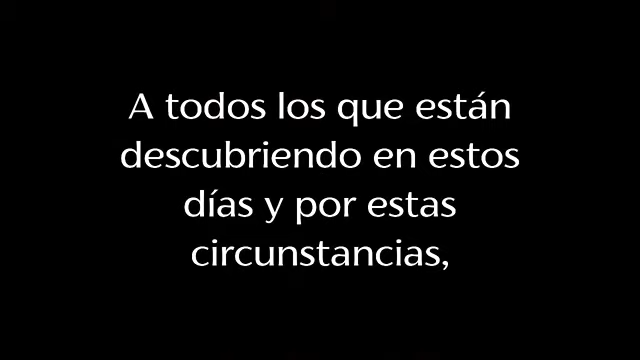 A todos los que están
descubriendo en estos
días y por estas
circunstancias,